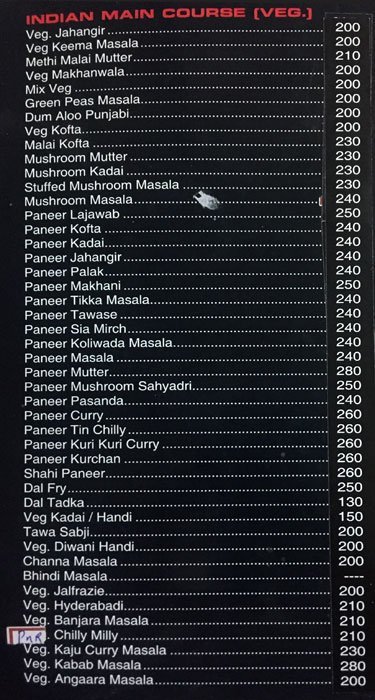 INDIAN MAIN COURSE (VEG.)
Veg. Jahangir 200
Veg Keema Masala 200
Methi Malai Mutter 210
Veg Makhanwala 200
Mix Veg 200
Green Peas Masala 200
Dum Aloo Punjabi 200
Veg Kofta 200
Malai Kofta 230
Mushroom Mutter 230
Mushroom Kadai 230
Stuffed Mushroom Masala 230
Mushroom Masala 240
Paneer Lajawab 250
Paneer Kofta 240
Paneer Kadai 240
Paneer Jahangir 240
Paneer Palak 240
Paneer Makhani 250
Paneer Tikka Masala 240
Paneer Tawase 240
Paneer Sia Mirch 240
Paneer Koliwada Masala 240
Paneer Masala 240
Paneer Mutter 280
Paneer Mushroom Sahyadri 250
Paneer Pasanda 240
Paneer Curry 260
Paneer Tin Chilly 260
Paneer Kuri Kuri Curry 260
Paneer Kurchan 260
Shahi Paneer 260
Dal Fry 250
Dal Tadka 130
Veg Kadai / Handi 150
Tawa Sabji 200
Veg. Diwani Handi 200
Channa Masala 200
Bhindi Masala ----
Veg. Jalfrazie 200
Veg. Hyderabadi 210
Veg. Banjara Masala 210
PnR. Chilly Milly 210
Veg. Kaju Curry Masala 230
Veg. Kabab Masala 280
Veg. Angaara Masala 200